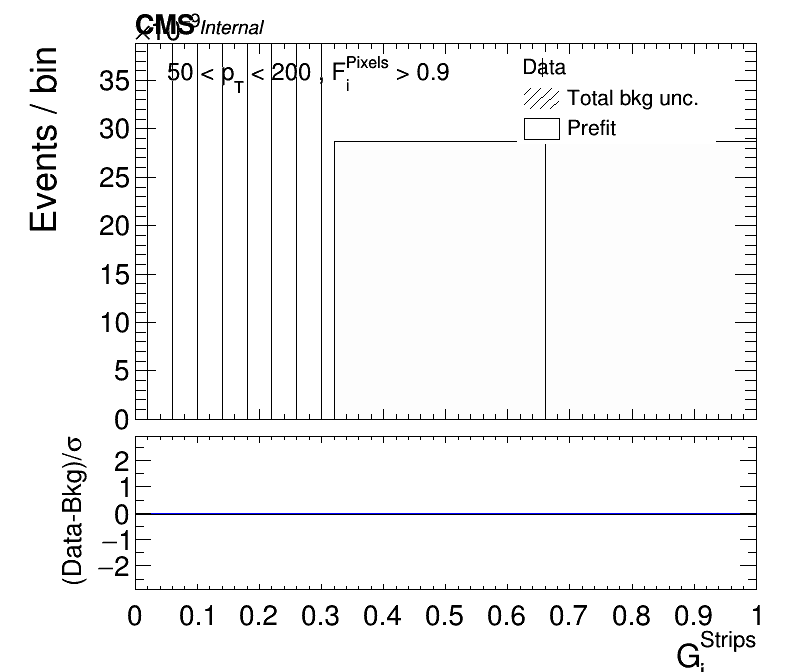 CMS Internal
×10⁹
Events / bin
50 < p_T < 200 , F_i^Pixels > 0.9
Data
Total bkg unc.
Prefit
35
30
25
20
15
10
5
0
(Data-Bkg)/σ
2
1
0
−1
−2
0 0.1 0.2 0.3 0.4 0.5 0.6 0.7 0.8 0.9 1
G_i^Strips